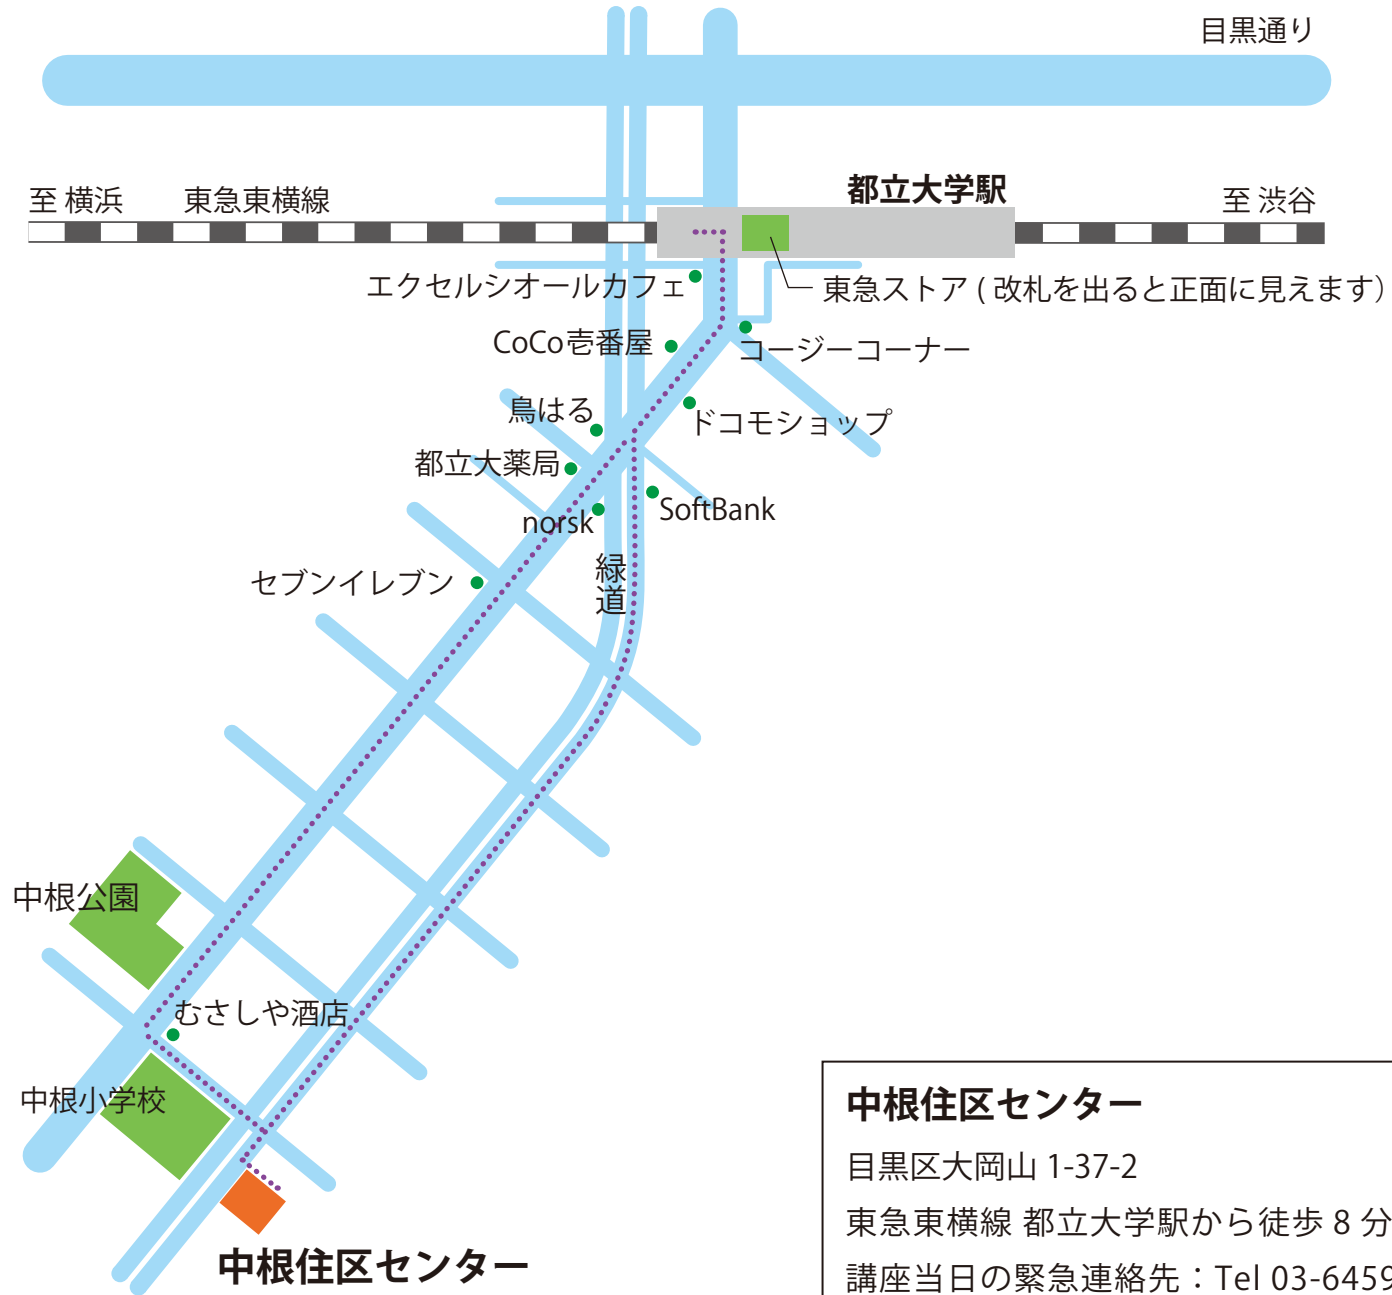 目黒通り
都立大学駅
至 横浜
東急東横線
至 渋谷
エクセルシオールカフェ
東急ストア ( 改札を出ると正面に見えます）
CoCo壱番屋
コージーコーナー
鳥はる
ドコモショップ
都立大薬局
norsk
SoftBank
緑道
セブンイレブン
中根公園
むさしや酒店
中根小学校
中根住区センター
中根住区センター
目黒区大岡山 1-37-2
東急東横線 都立大学駅から徒歩 8 分
講座当日の緊急連絡先：Tel 03-6459